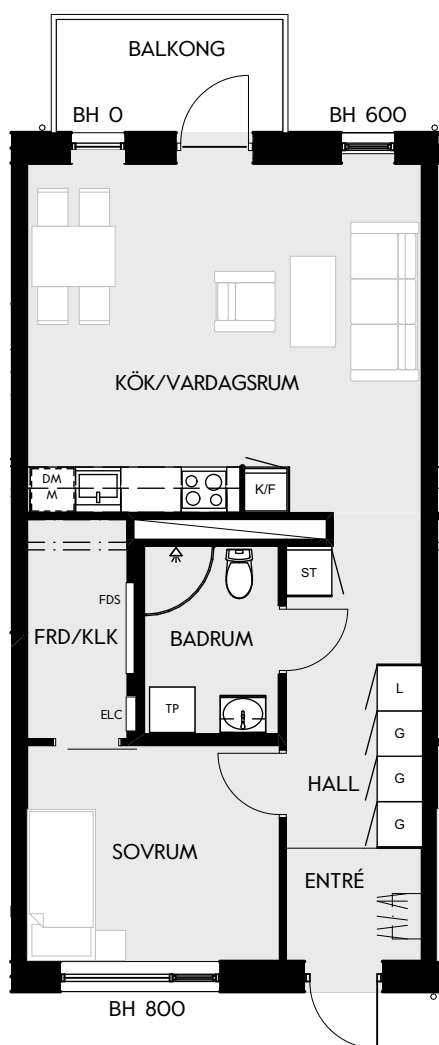 BALKONG
BH 0
BH 600
KÖK/VARDAGSRUM
DM
M
K/F
FDS
ST
FRD/KLK
BADRUM
ELC
TP
L
G
G
G
HALL
SOVRUM
ENTRÉ
BH 800